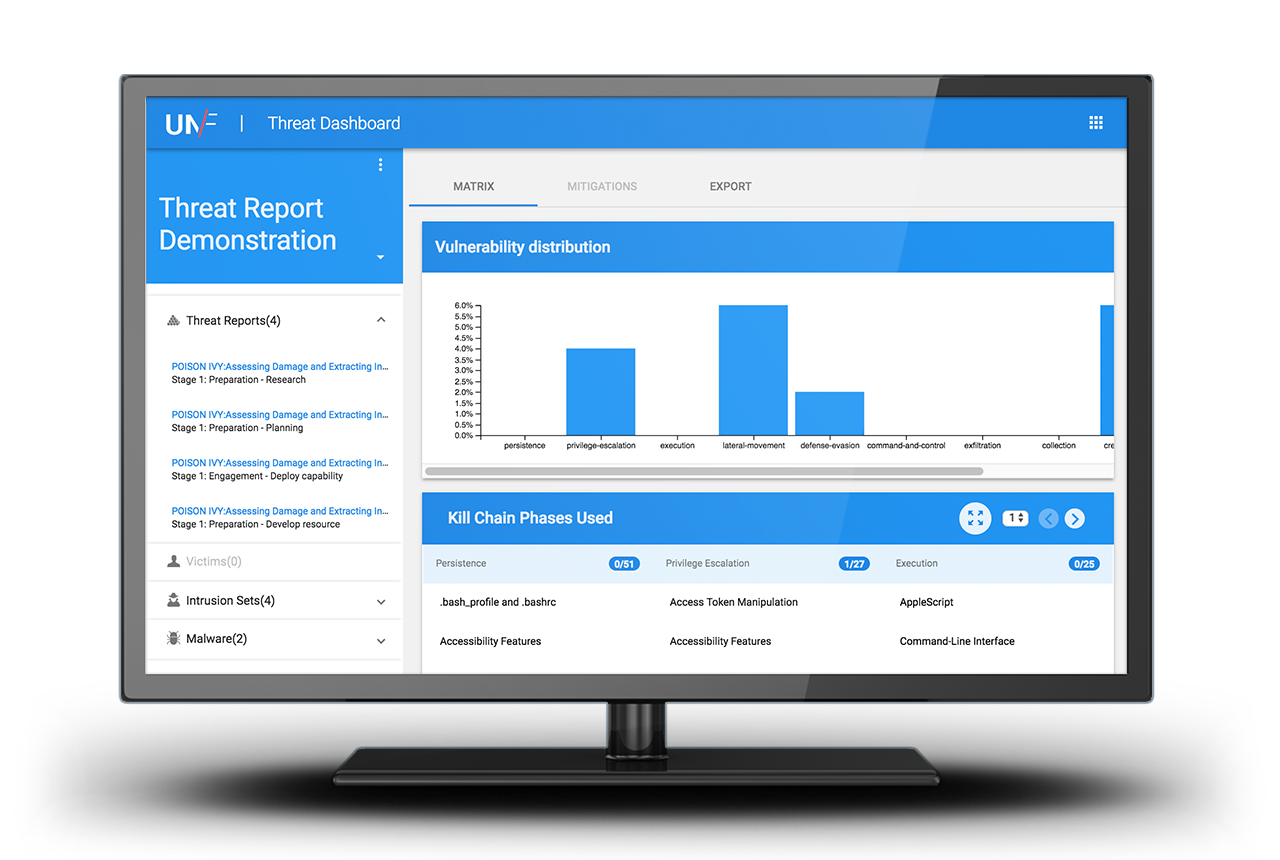 UNF | Threat Dashboard
Threat Report
Demonstration
Threat Reports(4)
POISON IVY:Assessing Damage and Extracting In...
Stage 1: Preparation - Research
POISON IVY:Assessing Damage and Extracting In...
Stage 1: Preparation - Planning
POISON IVY:Assessing Damage and Extracting In...
Stage 1: Engagement - Deploy capability
POISON IVY:Assessing Damage and Extracting In...
Stage 1: Preparation - Develop resource
Victims(0)
Intrusion Sets(4)
Malware(2)
MATRIX MITIGATIONS EXPORT
Vulnerability distribution
6.0%
5.5%
5.0%
4.5%
4.0%
3.5%
3.0%
2.5%
2.0%
1.5%
1.0%
0.5%
0.0%
persistence privilege-escalation execution lateral-movement defense-evasion command-and-control exfiltration collection cre
Kill Chain Phases Used 1
Persistence 0/51 Privilege Escalation 1/27 Execution 0/25
.bash_profile and .bashrc Access Token Manipulation AppleScript
Accessibility Features Accessibility Features Command-Line Interface